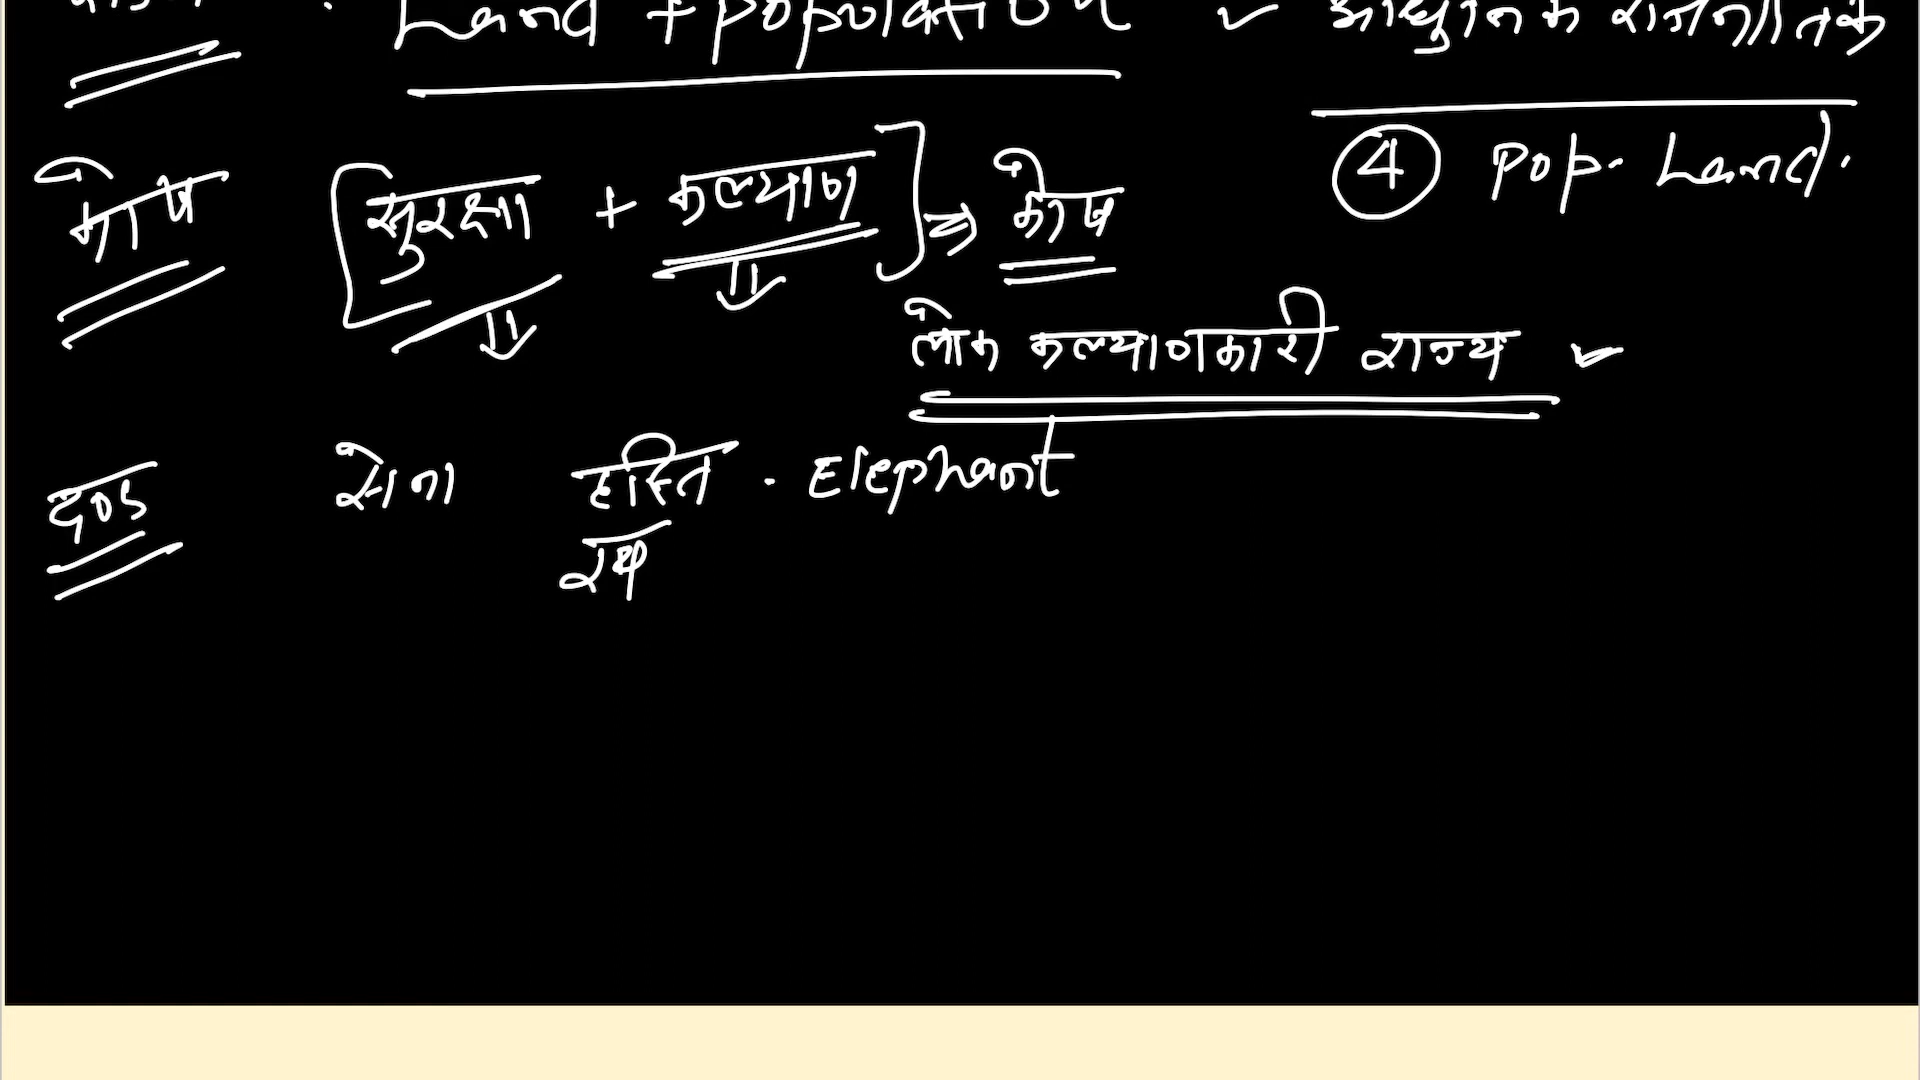 Land + Population ✓ आधुनिक राजनीतिक
④ Pop. Land.
कोष [सुरक्षा + कल्याण] ⇒ कोष
लोक कल्याणकारी राज्य ✓
दण्ड सेना हस्ति . Elephant
रथ